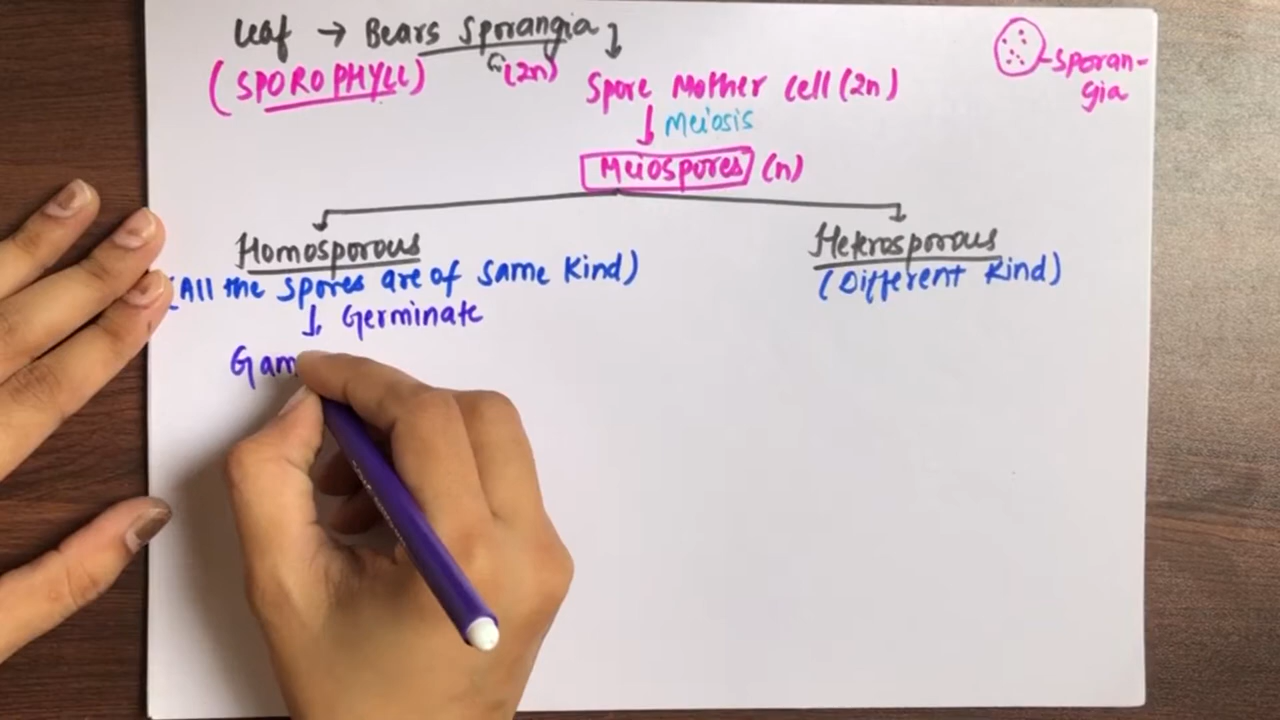 Leaf → Bears Sporangia
(SPOROPHYLL)
(2n)
Sporan-
gia
Spore Mother cell (2n)
Meiosis
Meiospores (n)
Homosporous
(All the spores are of same kind)
Germinate
Gam
Heterosporous
(Different kind)